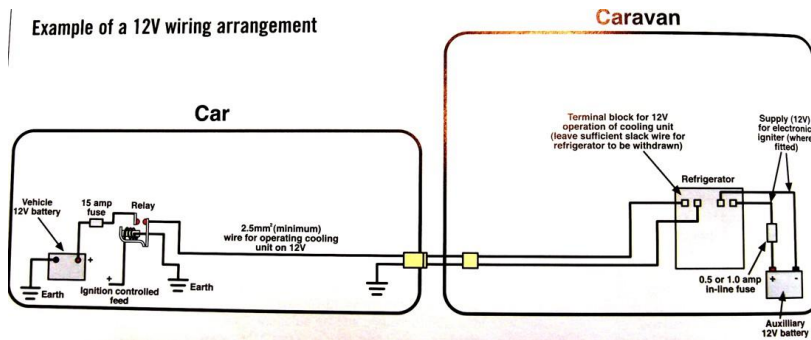 Example of a 12V wiring arrangement
Caravan
Car
Terminal block for 12V
operation of cooling unit
(leave sufficient slack wire for
refrigerator to be withdrawn)
Supply (12V)
for electronic
igniter (where
fitted)
Refrigerator
Vehicle
12V battery
15 amp
fuse
Relay
2.5mm² (minimum)
wire for operating cooling
unit on 12V
+
+
Earth
Ignition controlled
feed
Earth
0.5 or 1.0 amp
in-line fuse
+ -
Auxilliary
12V battery